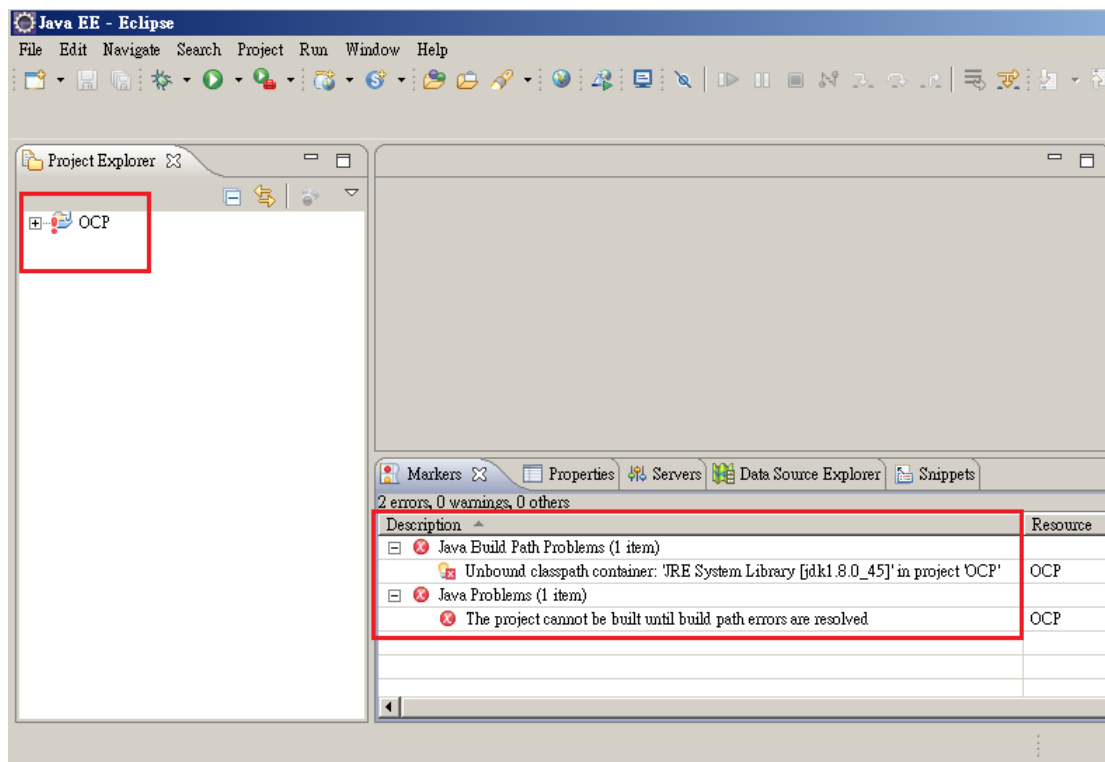 Java EE - Eclipse
File Edit Navigate Search Project Run Window Help
Project Explorer
OCP
Markers Properties Servers Data Source Explorer Snippets
2 errors, 0 warnings, 0 others
Description Resource
Java Build Path Problems (1 item)
Unbound classpath container: 'JRE System Library [jdk1.8.0_45]' in project 'OCP' OCP
Java Problems (1 item)
The project cannot be built until build path errors are resolved OCP